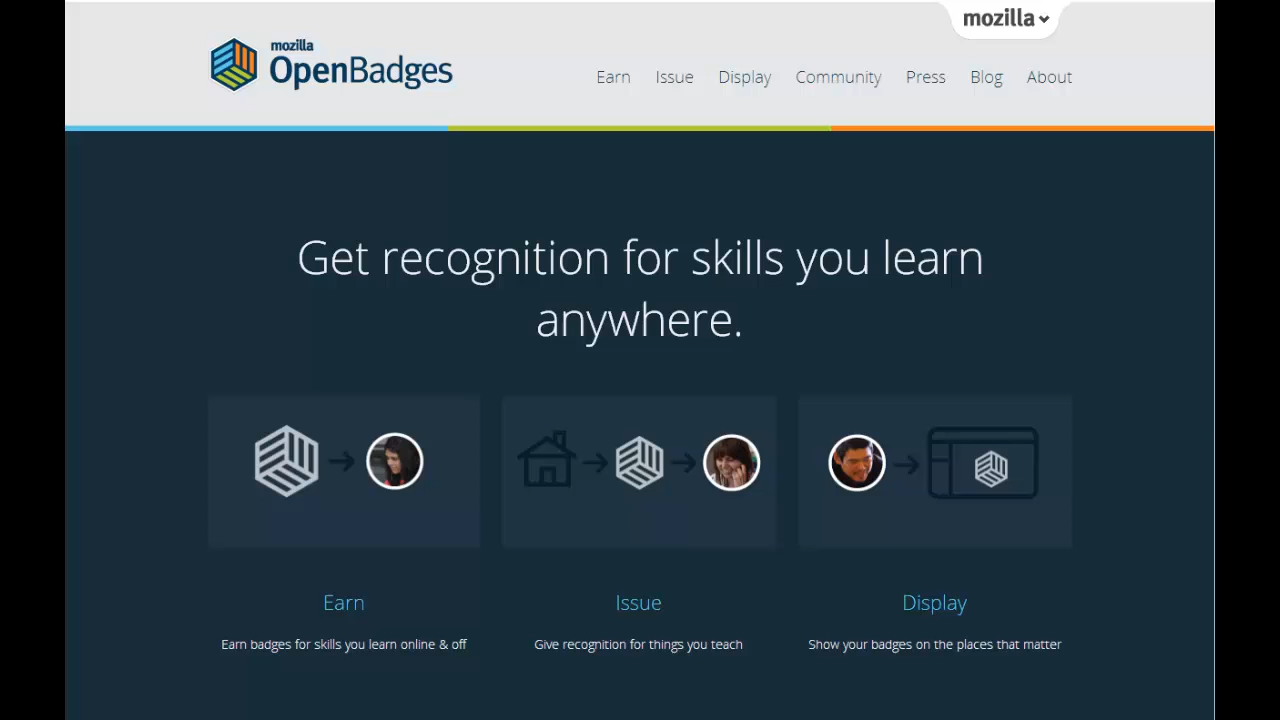 mozilla
mozilla
OpenBadges
Earn Issue Display Community Press Blog About
Get recognition for skills you learn
anywhere.
Earn Issue Display
Earn badges for skills you learn online & off Give recognition for things you teach Show your badges on the places that matter